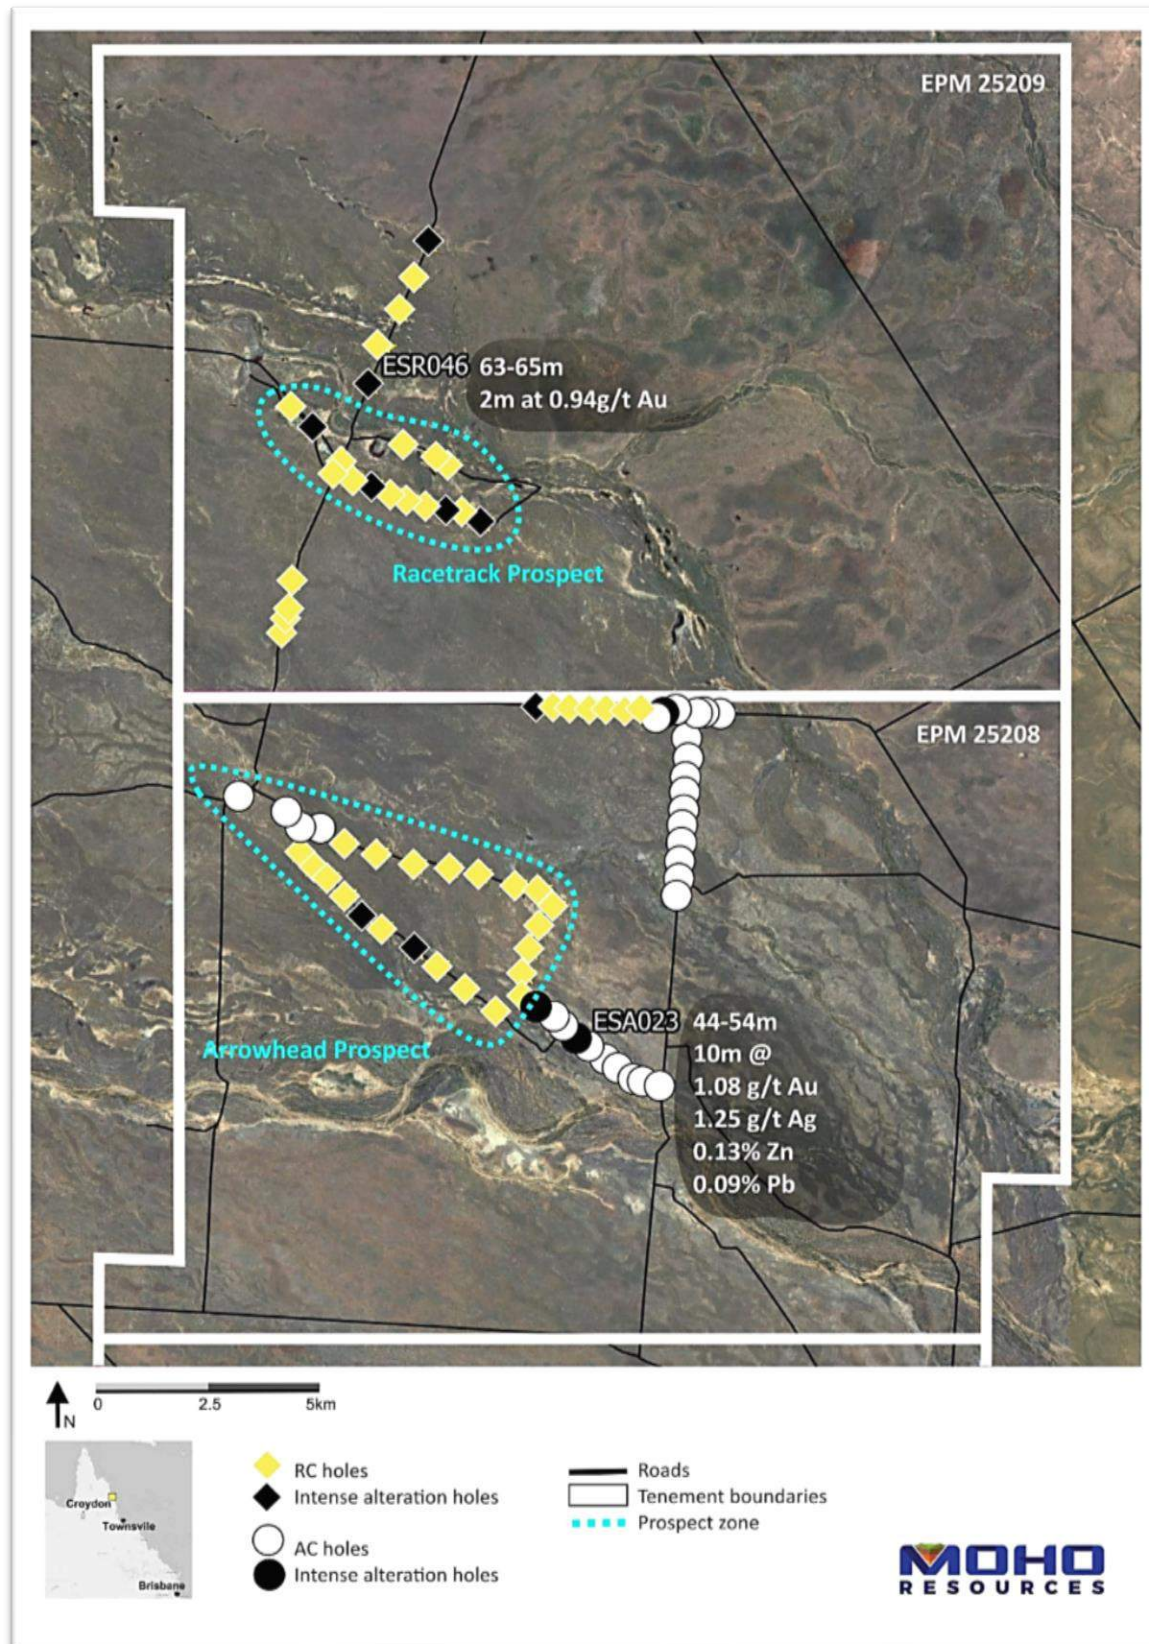 EPM 25209
ESR046 63-65m
2m at 0.94g/t Au
Racetrack Prospect
EPM 25208
Arrowhead Prospect
ESA023 44-54m
10m @
1.08 g/t Au
1.25 g/t Ag
0.13% Zn
0.09% Pb
N
0 2.5 5km
Croydon
Townsvile
Brisbane
RC holes
Intense alteration holes
AC holes
Intense alteration holes
Roads
Tenement boundaries
Prospect zone
MOHO
RESOURCES